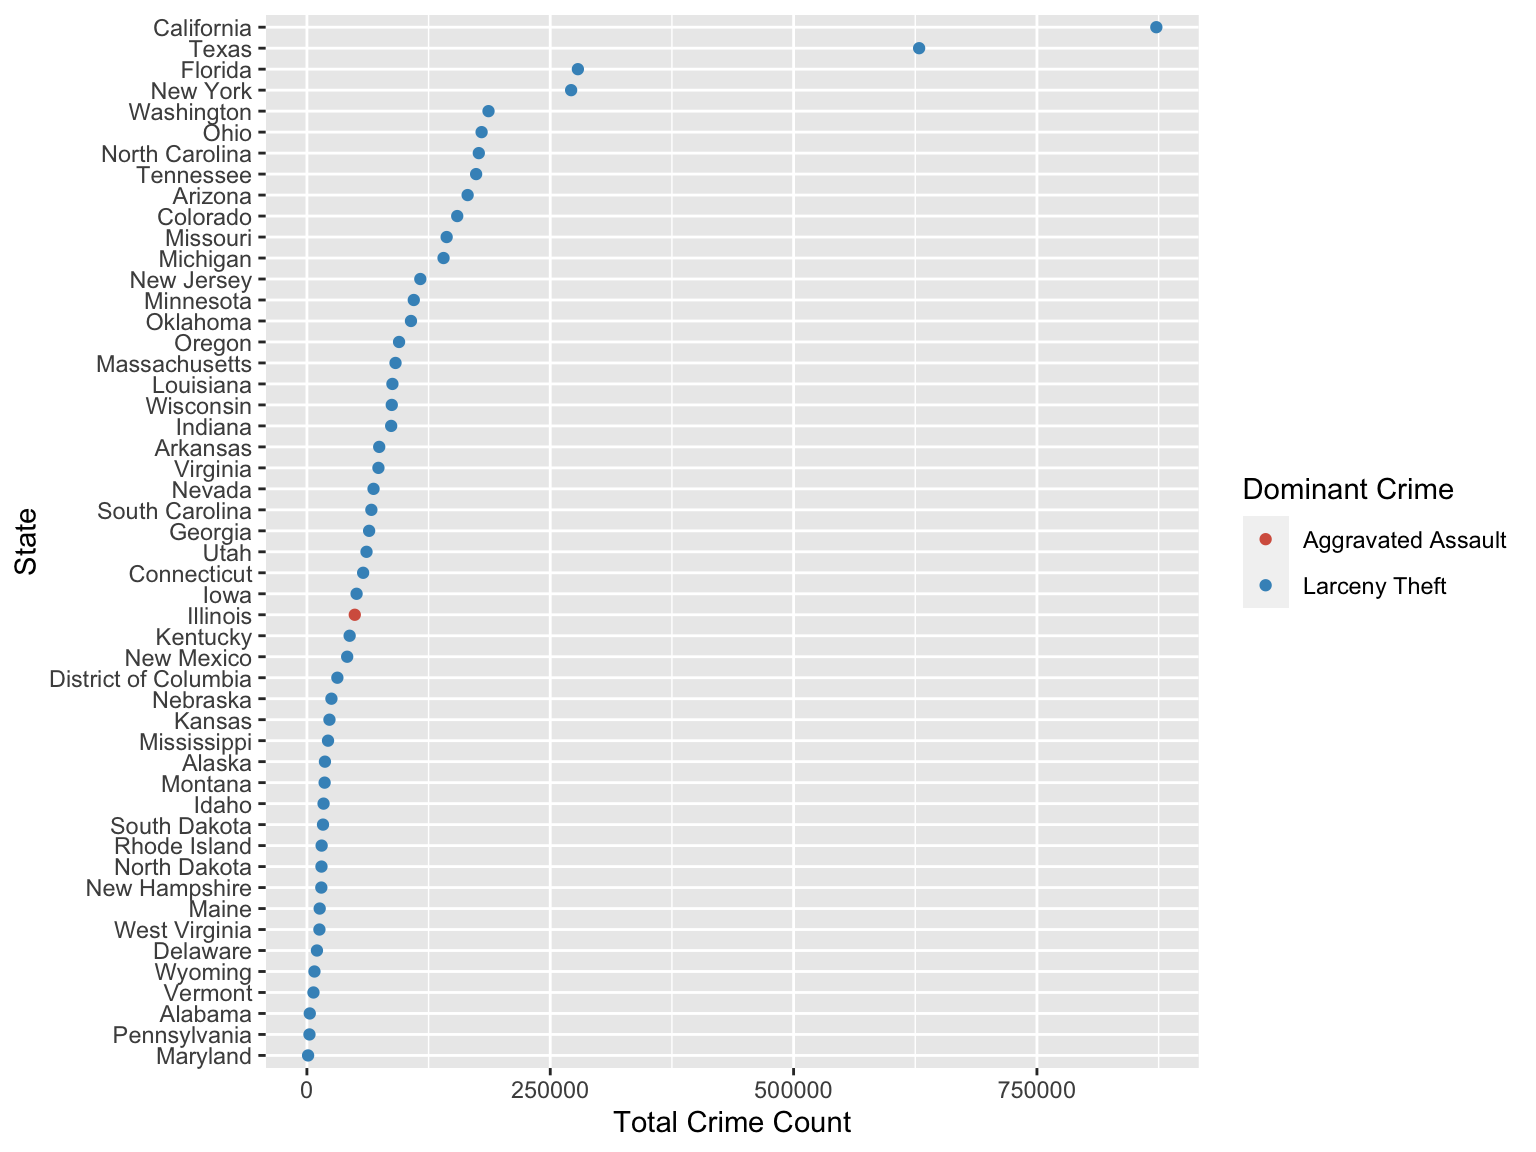 California
Texas
Florida
New York
Washington
Ohio
North Carolina
Tennessee
Arizona
Colorado
Missouri
Michigan
New Jersey
Minnesota
Oklahoma
Oregon
Massachusetts
Louisiana
Wisconsin
Indiana
Arkansas
Virginia
Nevada
South Carolina
Georgia
Utah
Connecticut
Iowa
Illinois
Kentucky
New Mexico
District of Columbia
Nebraska
Kansas
Mississippi
Alaska
Montana
Idaho
South Dakota
Rhode Island
North Dakota
New Hampshire
Maine
West Virginia
Delaware
Wyoming
Vermont
Alabama
Pennsylvania
Maryland
State
0 250000 500000 750000
Total Crime Count
Dominant Crime
Aggravated Assault
Larceny Theft